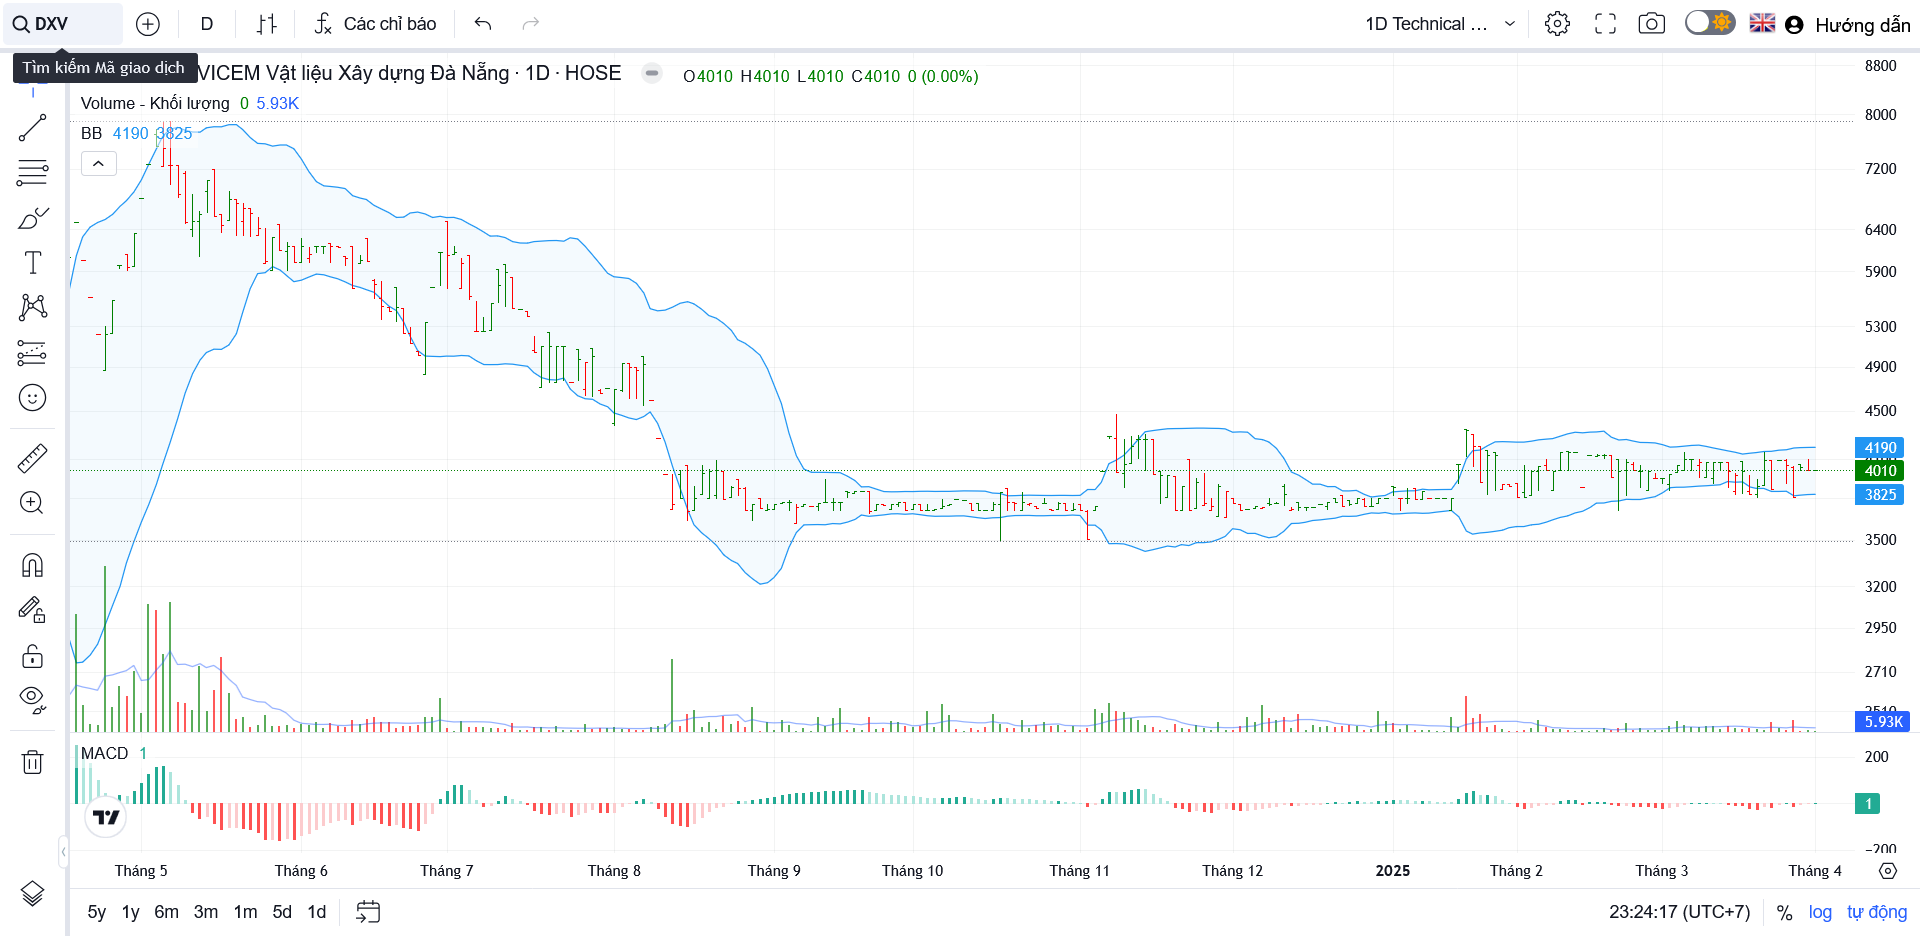 DXV
D
Các chỉ báo
1D Technical ...
Hướng dẫn
Tìm kiếm Mã giao dịch
VICEM Vật liệu Xây dựng Đà Nẵng · 1D · HOSE
O4010 H4010 L4010 C4010 0 (0.00%)
Volume - Khối lượng 0 5.93K
BB 4190 3825
8800
8000
7200
6400
5900
5300
4900
4500
4190
4010
3825
3500
3200
2950
2710
5.93K
MACD 1
200
1
−200
Tháng 5 Tháng 6 Tháng 7 Tháng 8 Tháng 9 Tháng 10 Tháng 11 Tháng 12 2025 Tháng 2 Tháng 3 Tháng 4
5y 1y 6m 3m 1m 5d 1d
23:24:17 (UTC+7) % log tự động